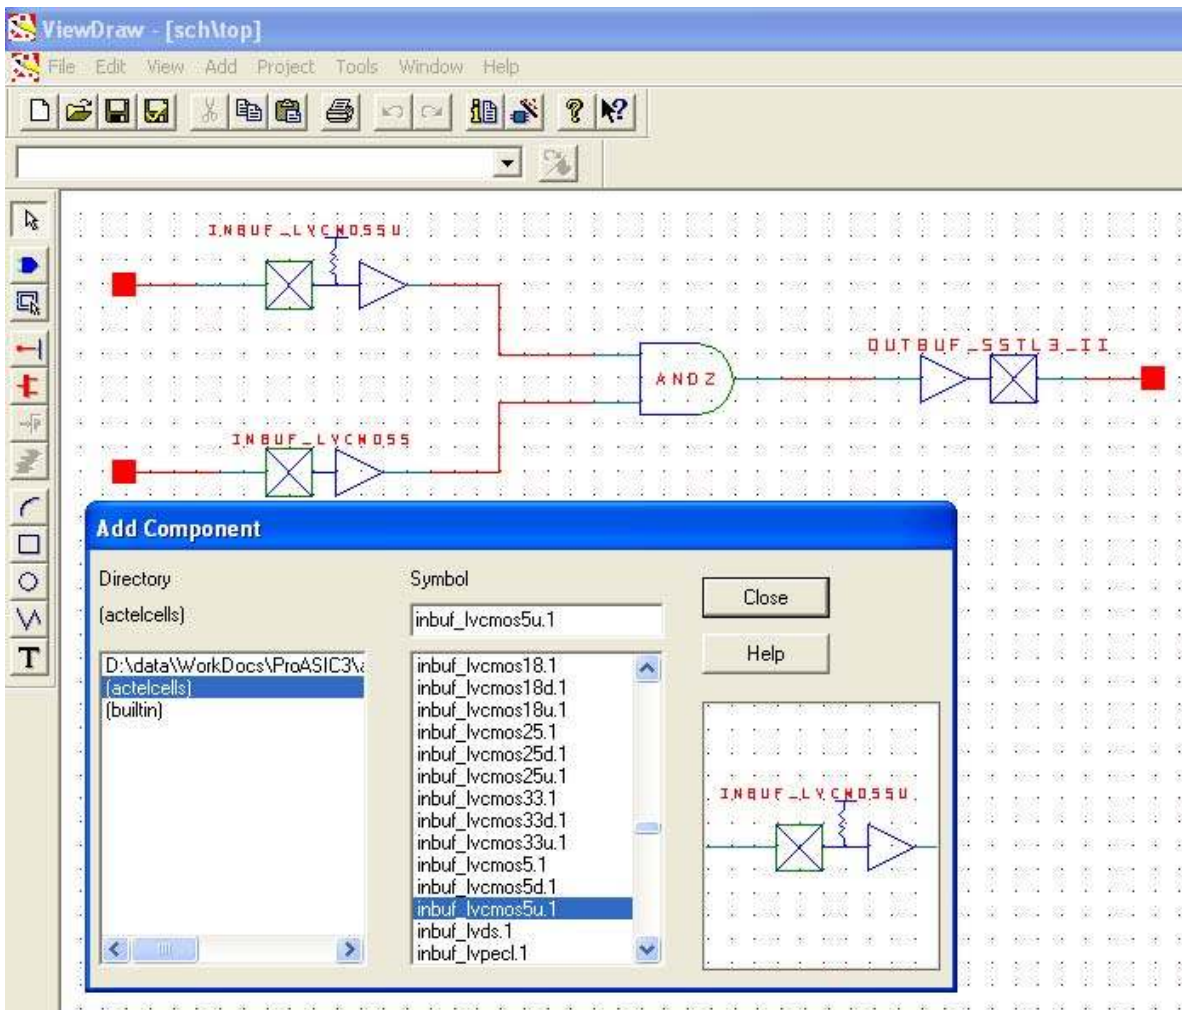 ViewDraw - [sch\top]
File Edit View Add Project Tools Window Help
INBUF_LVCMOS5U
OUTBUF_SSTL3_II
AND2
INBUF_LVCMOS5
Add Component
Directory
Symbol
(actelcells)
inbuf_lvcmos5u.1
Close
Help
D:\data\WorkDocs\ProASIC3\
(actelcells)
(builtin)
inbuf_lvcmos18.1
inbuf_lvcmos18d.1
inbuf_lvcmos18u.1
inbuf_lvcmos25.1
inbuf_lvcmos25d.1
inbuf_lvcmos25u.1
inbuf_lvcmos33.1
inbuf_lvcmos33d.1
inbuf_lvcmos33u.1
inbuf_lvcmos5.1
inbuf_lvcmos5d.1
inbuf_lvcmos5u.1
inbuf_lvds.1
inbuf_lvpecl.1
INBUF_LVCMOS5U
T